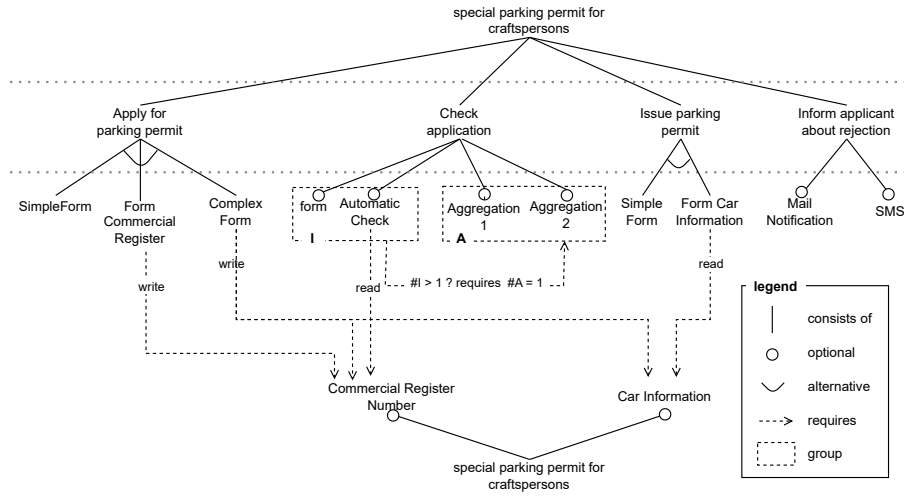 special parking permit for
craftspersons
Apply for
parking permit
Check
application
Issue parking
permit
Inform applicant
about rejection
SimpleForm
Form
Commercial
Register
Complex
Form
form
Automatic
Check
I
Aggregation
1
Aggregation
2
A
Simple
Form
Form Car
Information
Mail
Notification
SMS
write
write
read
#I > 1 ? requires #A = 1
read
Commercial Register
Number
Car Information
special parking permit for
craftspersons
legend
consists of
optional
alternative
requires
group